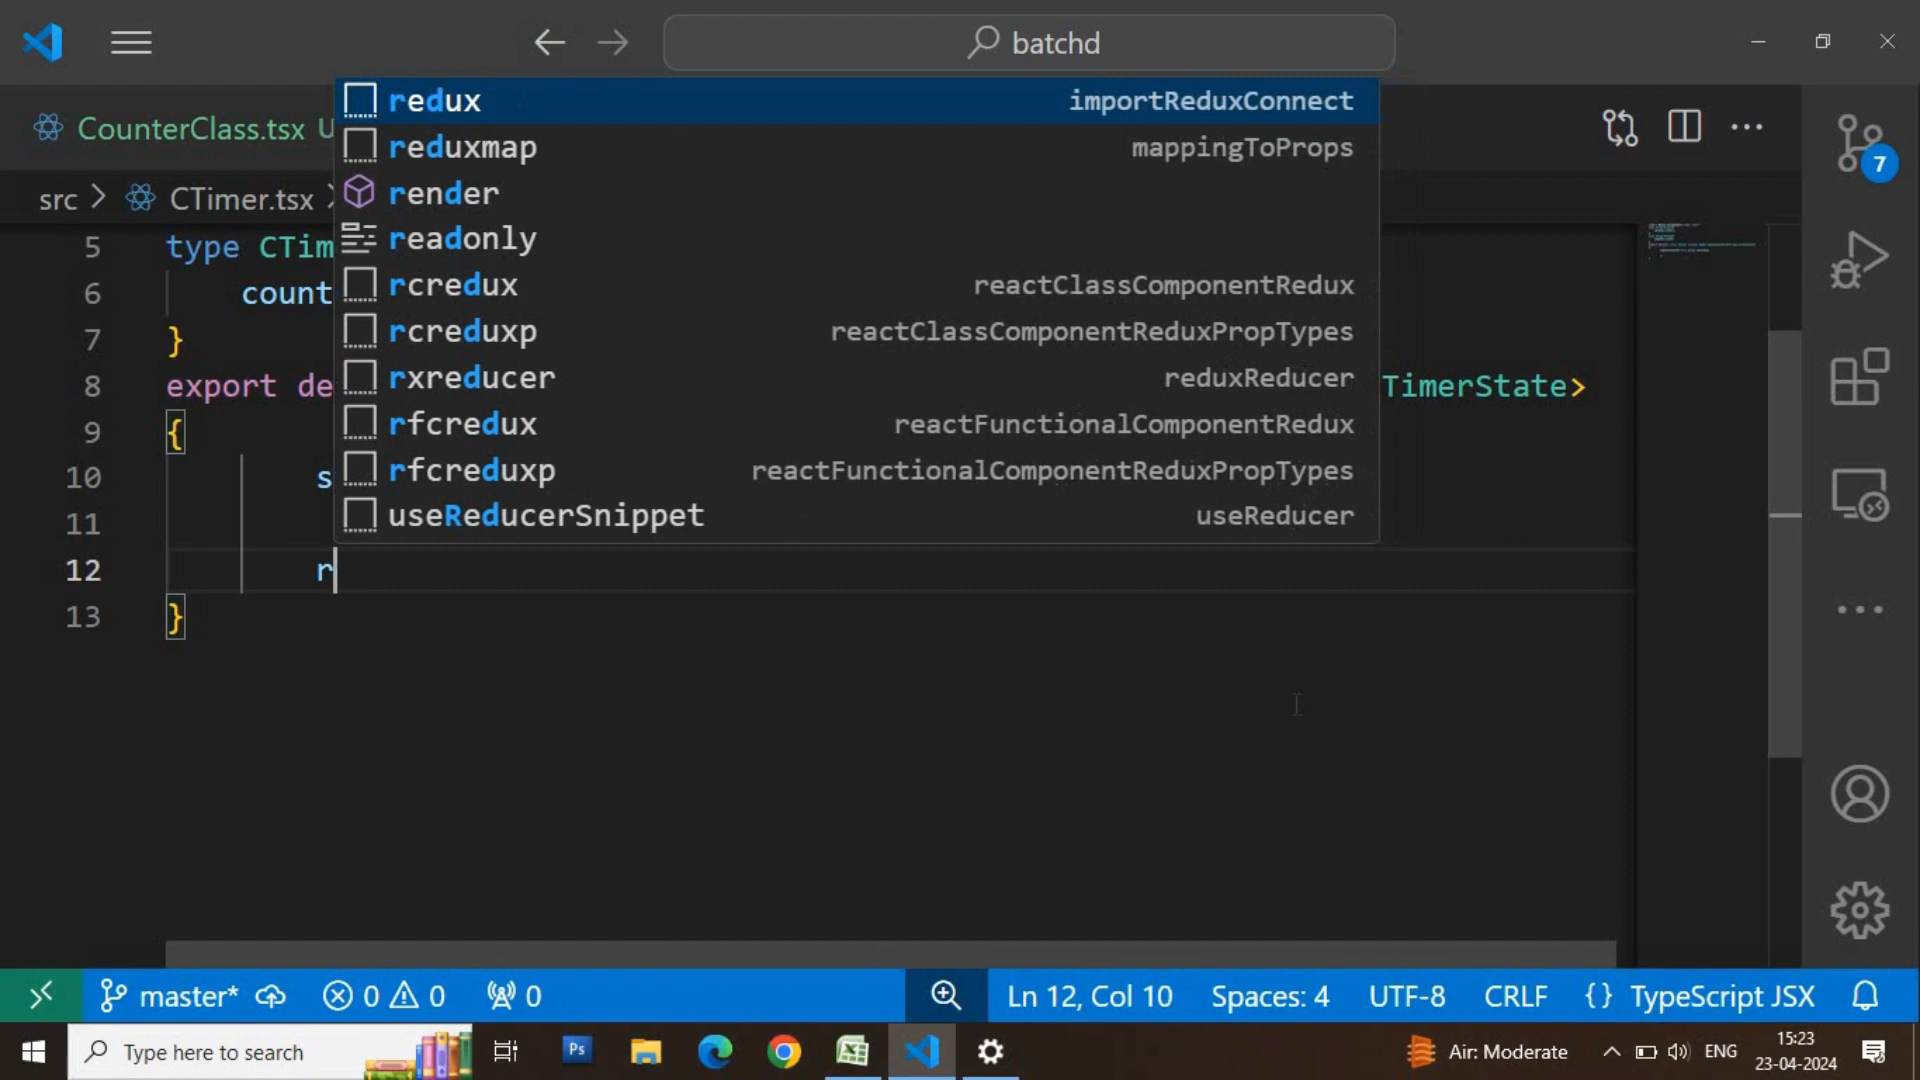 batchd
CounterClass.tsx U
src > CTimer.tsx
redux importReduxConnect
reduxmap mappingToProps
render
readonly
rcredux reactClassComponentRedux
rcreduxp reactClassComponentReduxPropTypes
rxreducer reduxReducer
rfcredux reactFunctionalComponentRedux
rfcreduxp reactFunctionalComponentReduxPropTypes
useReducerSnippet useReducer
5 type CTim
6 count
7 }
8 export de TimerState>
9 {
10 s
11
12 r
13 }
7
master* 0 0 0 Ln 12, Col 10 Spaces: 4 UTF-8 CRLF {} TypeScript JSX
Type here to search Ps Air: Moderate ENG 15:23
23-04-2024